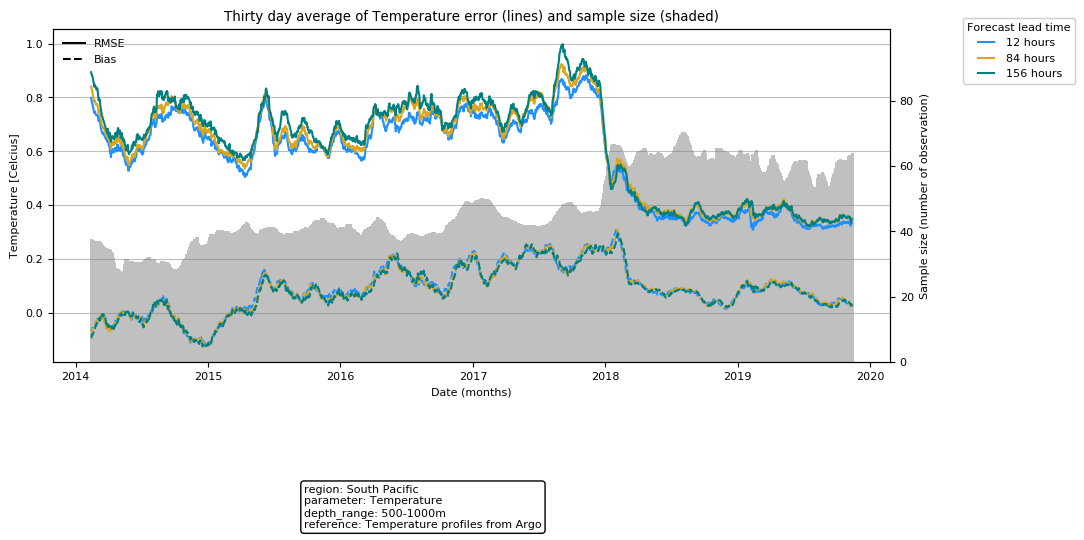 Thirty day average of Temperature error (lines) and sample size (shaded)
Forecast lead time
12 hours
84 hours
156 hours
RMSE
Bias
1.0
0.8
0.6
0.4
0.2
0.0
Temperature [Celcius]
80
60
40
20
0
Sample size (number of observation)
2014 2015 2016 2017 2018 2019 2020
Date (months)
region: South Pacific
parameter: Temperature
depth_range: 500-1000m
reference: Temperature profiles from Argo